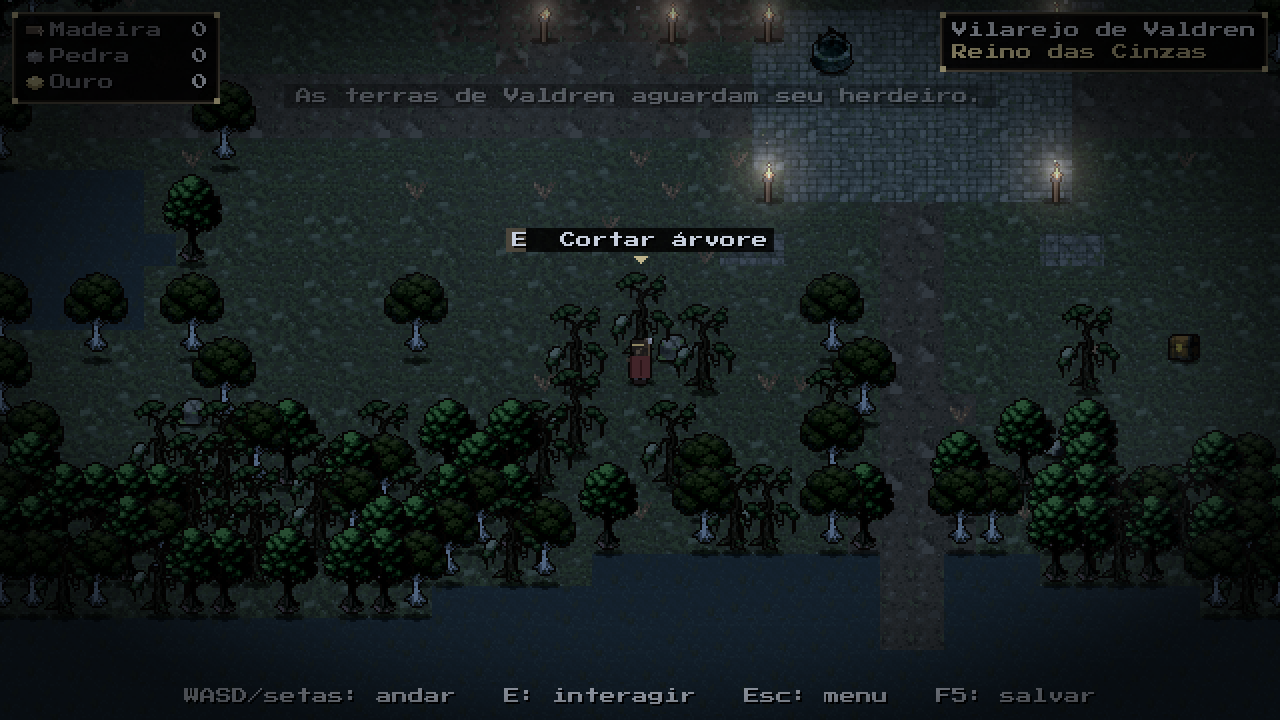 Madeira 0
Pedra 0
Ouro 0
Vilarejo de Valdren
Reino das Cinzas
As terras de Valdren aguardam seu herdeiro.
E Cortar árvore
WASD/setas: andar E: interagir Esc: menu F5: salvar